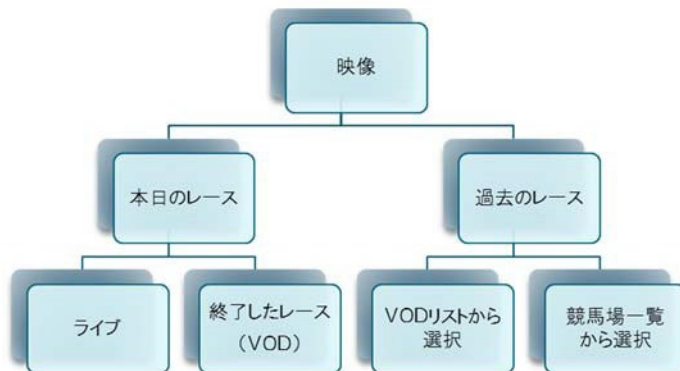 映像
本日のレース
過去のレース
ライブ
終了したレース
(VOD)
VODリストから
選択
競馬場一覧
から選択